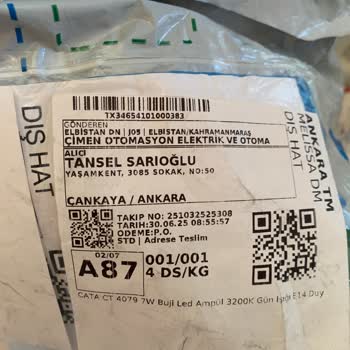 TX34654101000383
GÖNDEREN
ELBİSTAN DN | J05 | ELBİSTAN/KAHRAMANMARAŞ
ÇİMEN OTOMASYON ELEKTRİK VE OTOMA
ALICI
TANSEL SARIOĞLU
YAŞAMKENT, 3085 SOKAK, NO:50
ÇANKAYA / ANKARA
TAKIP NO: 251032525308
TARİH:30.06.25 08:55:57
ODEME:P.O.
STD | Adrese Teslim
02/07
A87
001/001
4 DS/KG
CATA CT 4079 7W Buji Led Ampül 3200K Gün Işığı E14 Duy
DIŞ HAT
ANKARA TM
MELİSA DM
DIŞ HAT